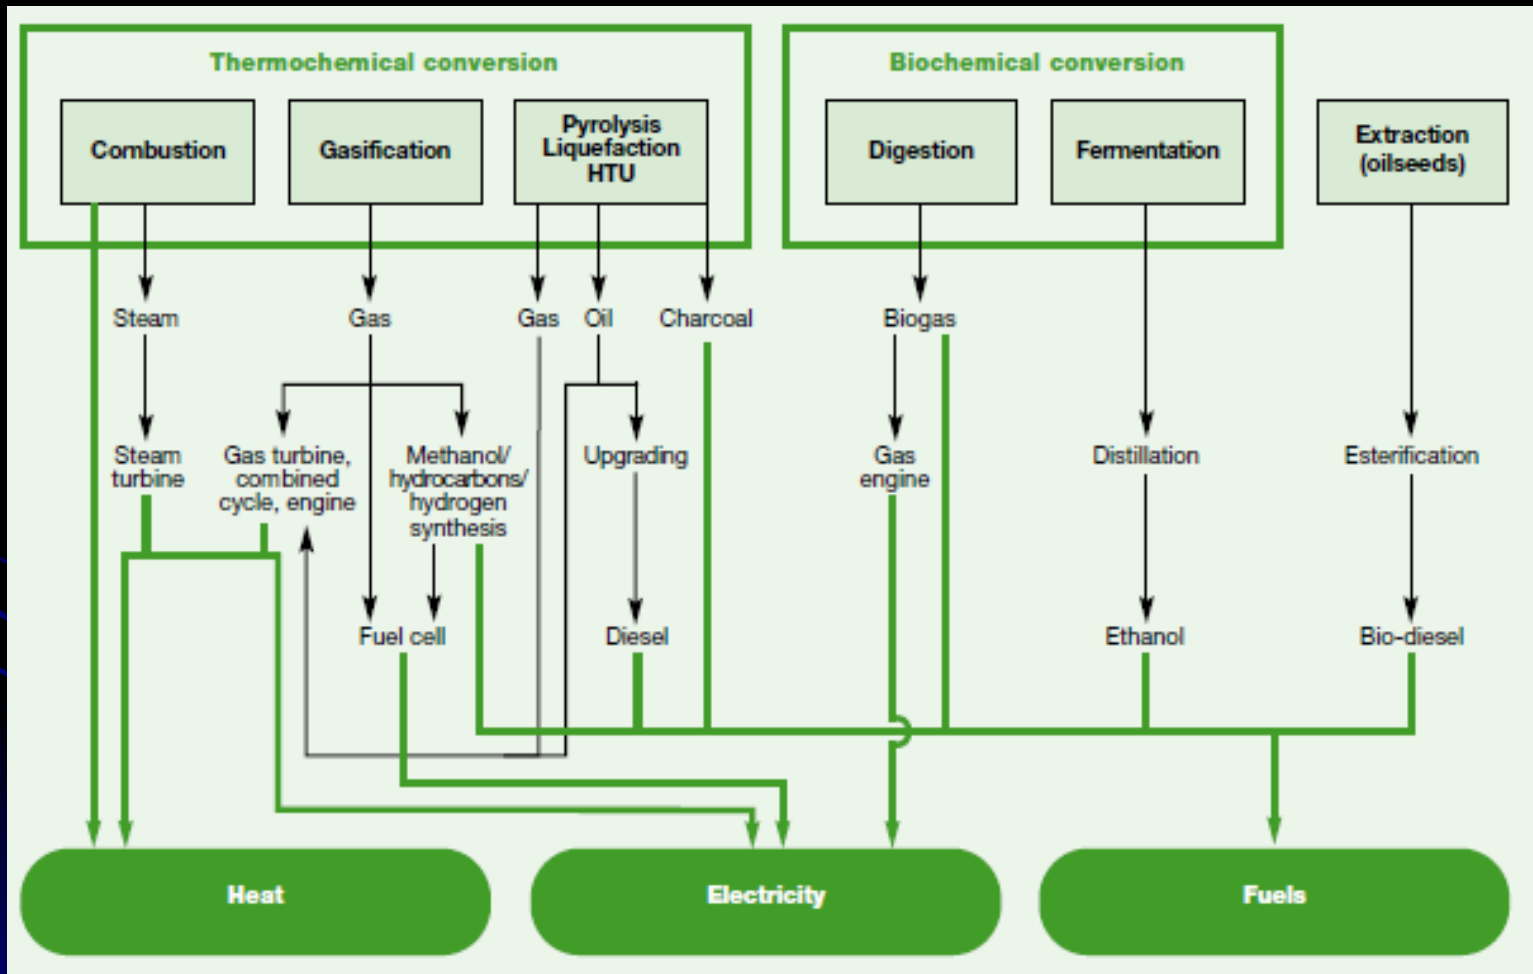 Thermochemical conversion
Biochemical conversion
Combustion
Gasification
Pyrolysis
Liquefaction
HTU
Digestion
Fermentation
Extraction
(oilseeds)
Steam
Gas
Gas
Oil
Charcoal
Biogas
Steam
turbine
Gas turbine,
combined
cycle, engine
Methanol/
hydrocarbons/
hydrogen
synthesis
Upgrading
Gas
engine
Distillation
Esterification
Fuel cell
Diesel
Ethanol
Bio-diesel
Heat
Electricity
Fuels